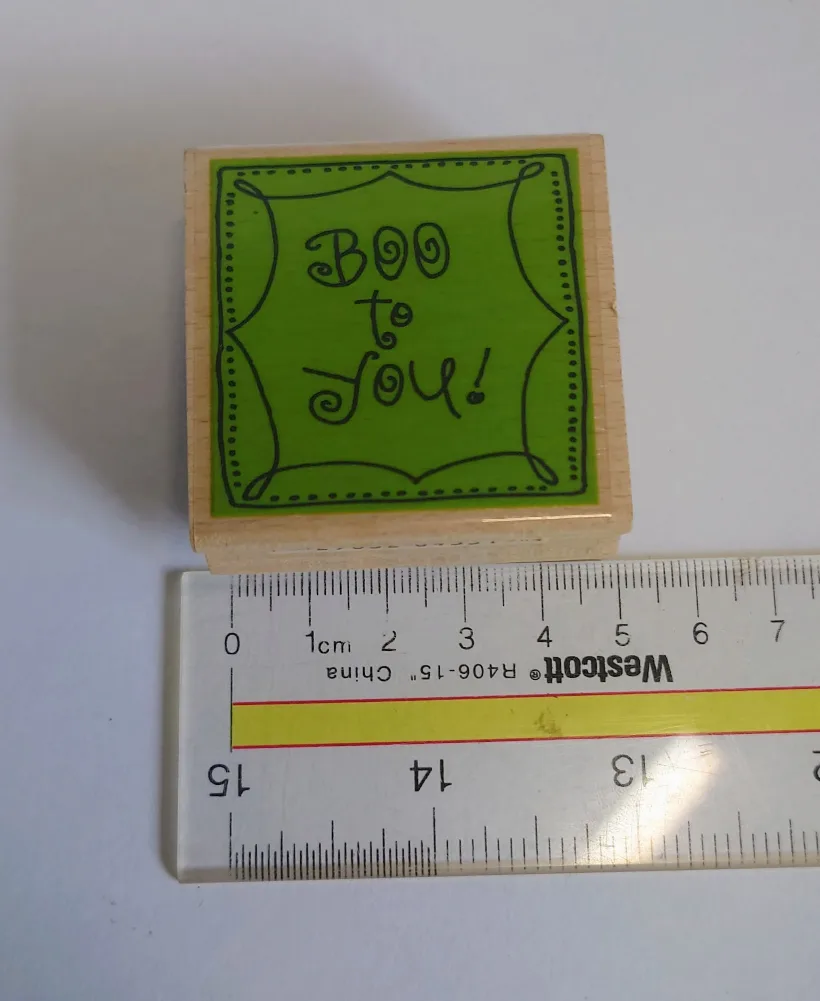 BOO
to
you!
0 1cm 2 3 4 5 6 7
Westcott® R406-15" China
15 14 13